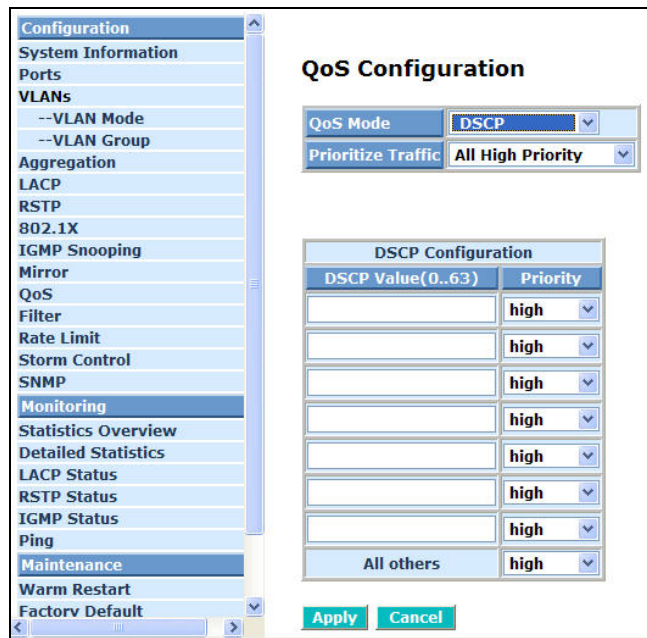 Configuration
System Information
Ports
VLANs
--VLAN Mode
--VLAN Group
Aggregation
LACP
RSTP
802.1X
IGMP Snooping
Mirror
QoS
Filter
Rate Limit
Storm Control
SNMP
Monitoring
Statistics Overview
Detailed Statistics
LACP Status
RSTP Status
IGMP Status
Ping
Maintenance
Warm Restart
Factory Default
QoS Configuration
QoS Mode DSCP
Prioritize Traffic All High Priority
DSCP Configuration
DSCP Value(0..63) Priority
high
high
high
high
high
high
high
All others high
Apply Cancel